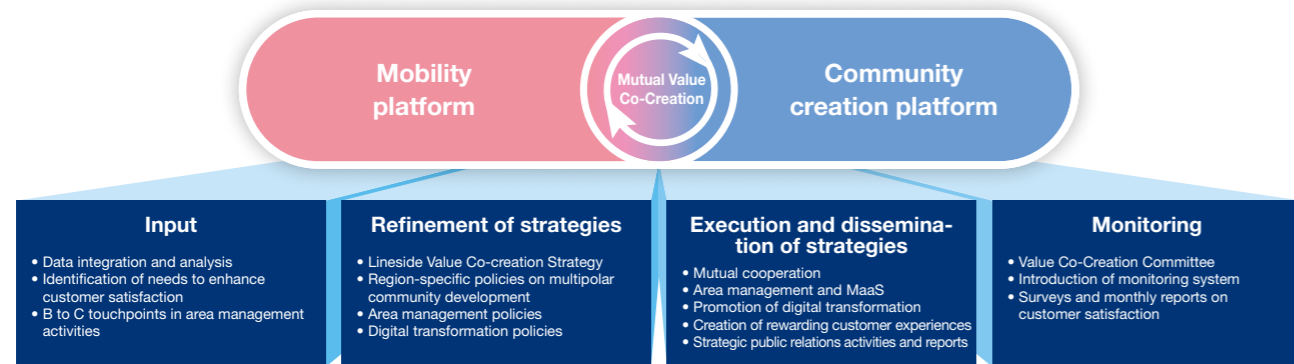 Mobility
platform
Mutual Value
Co-Creation
Community
creation platform
Input
• Data integration and analysis
• Identification of needs to enhance
customer satisfaction
• B to C touchpoints in area management
activities
Refinement of strategies
• Lineside Value Co-creation Strategy
• Region-specific policies on multipolar
community development
• Area management policies
• Digital transformation policies
Execution and dissemina-
tion of strategies
• Mutual cooperation
• Area management and MaaS
• Promotion of digital transformation
• Creation of rewarding customer experiences
• Strategic public relations activities and reports
Monitoring
• Value Co-Creation Committee
• Introduction of monitoring system
• Surveys and monthly reports on
customer satisfaction